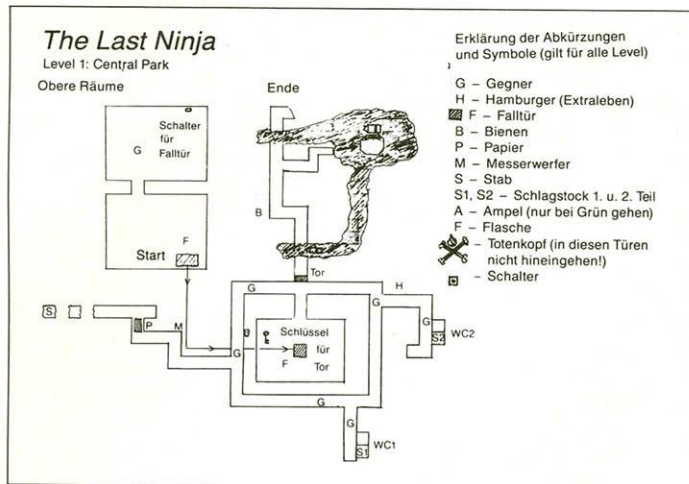 The Last Ninja
Level 1: Central Park
Obere Räume
Ende
Schalter
für
Falltür
G
B
F
Start
Tor
S
P
M
G
H
G
G
Schlüssel
für
Tor
F
G
G
S2
WC2
G
G
S1
WC1
Erklärung der Abkürzungen
und Symbole (gilt für alle Level)
G – Gegner
H – Hamburger (Extraleben)
F – Falltür
B – Bienen
P – Papier
M – Messerwerfer
S – Stab
S1, S2 – Schlagstock 1. u. 2. Teil
A – Ampel (nur bei Grün gehen)
F – Flasche
– Totenkopf (in diesen Türen
nicht hineingehen!)
– Schalter